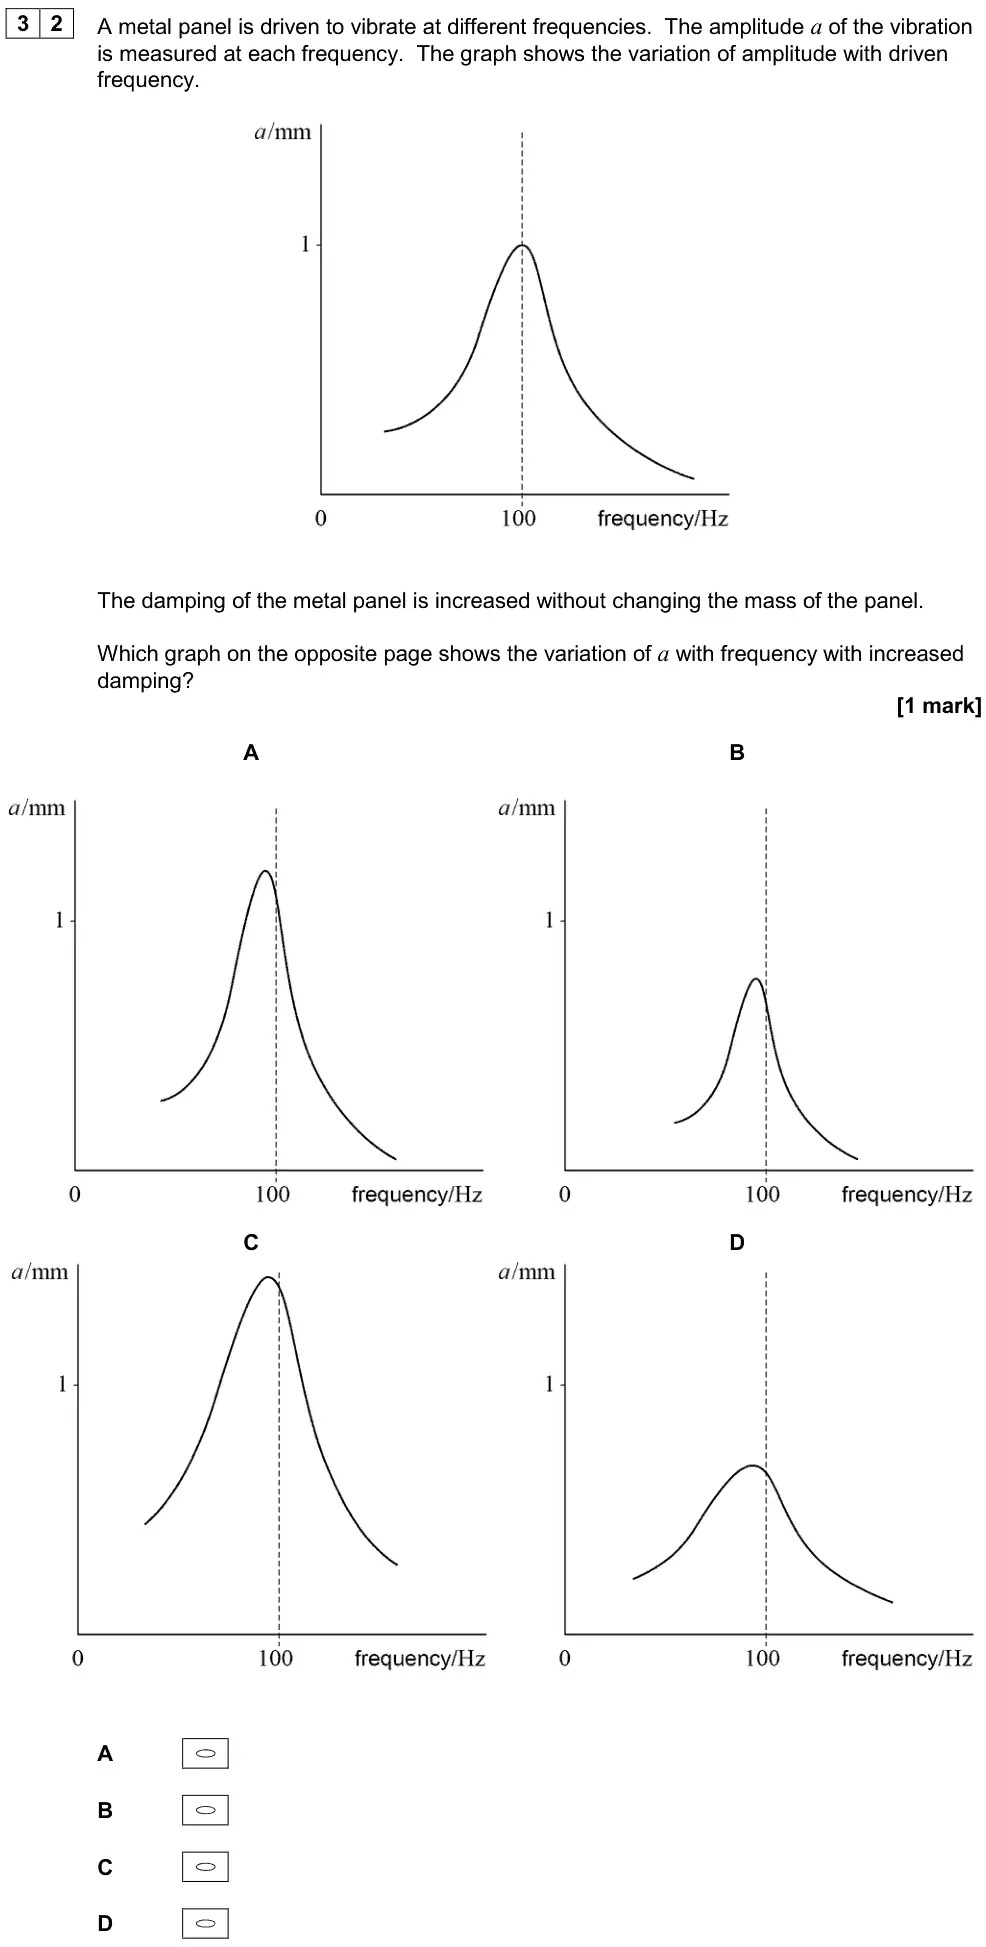 3 2 A metal panel is driven to vibrate at different frequencies. The amplitude a of the vibration
is measured at each frequency. The graph shows the variation of amplitude with driven
frequency.
a/mm
1
0 100 frequency/Hz
The damping of the metal panel is increased without changing the mass of the panel.
Which graph on the opposite page shows the variation of a with frequency with increased
damping?
[1 mark]
A B
a/mm a/mm
1 1
0 100 frequency/Hz 0 100 frequency/Hz
C D
a/mm a/mm
1 1
0 100 frequency/Hz 0 100 frequency/Hz
A
B
C
D